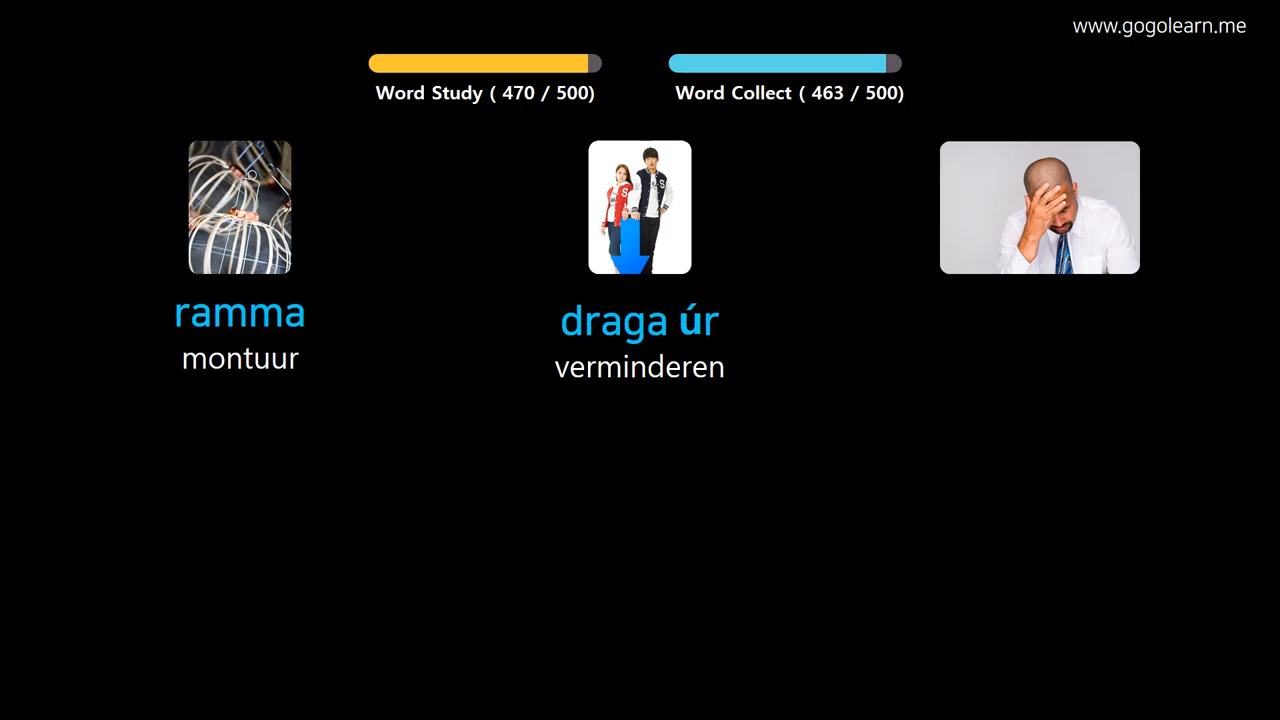 www.gogolearn.me
Word Study ( 470 / 500)
Word Collect ( 463 / 500)
ramma
montuur
draga úr
verminderen